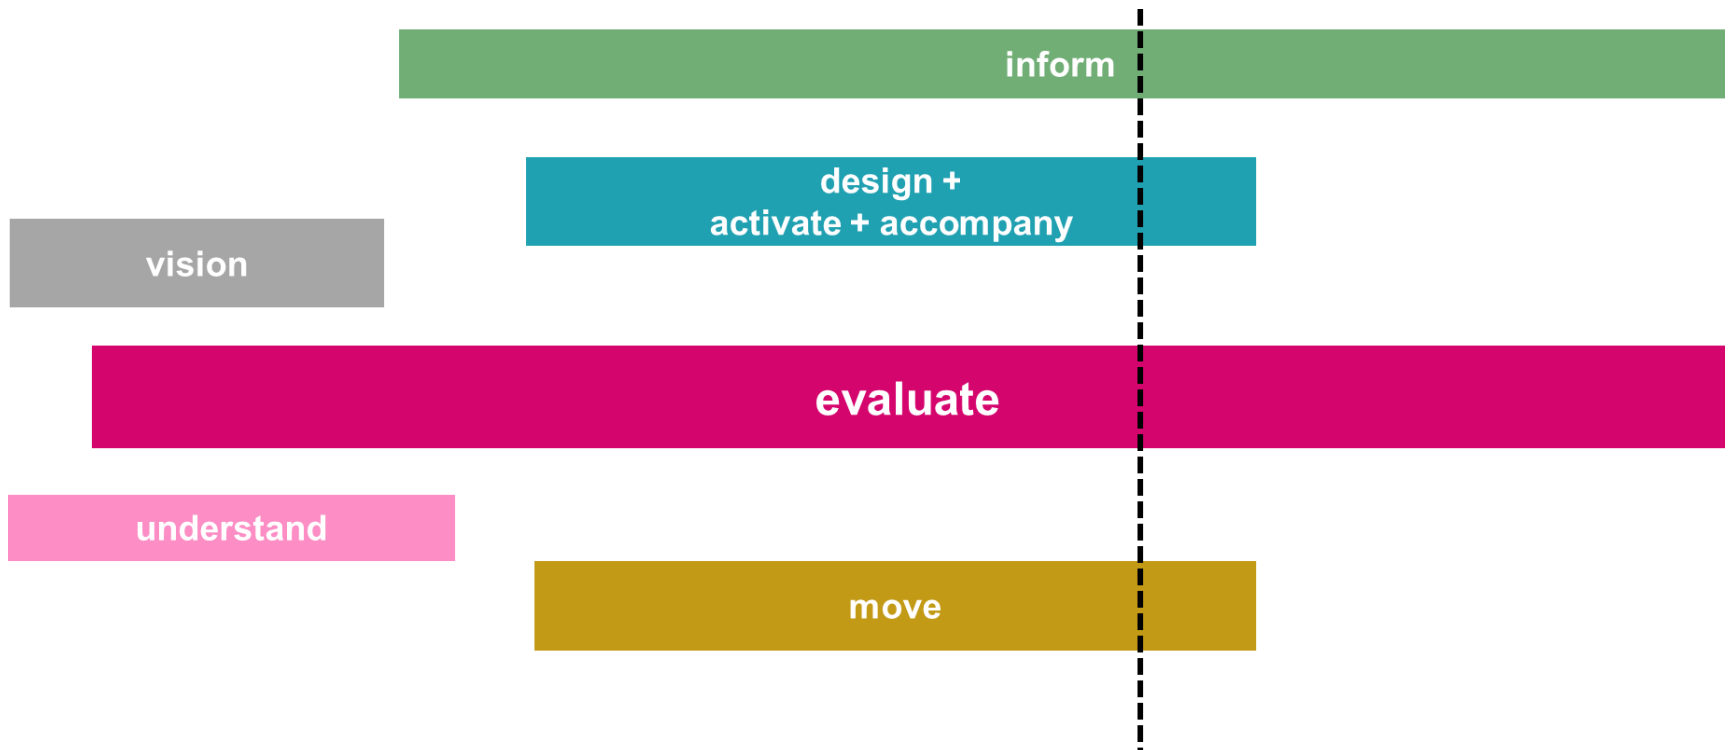 inform
design +
activate + accompany
vision
evaluate
understand
move